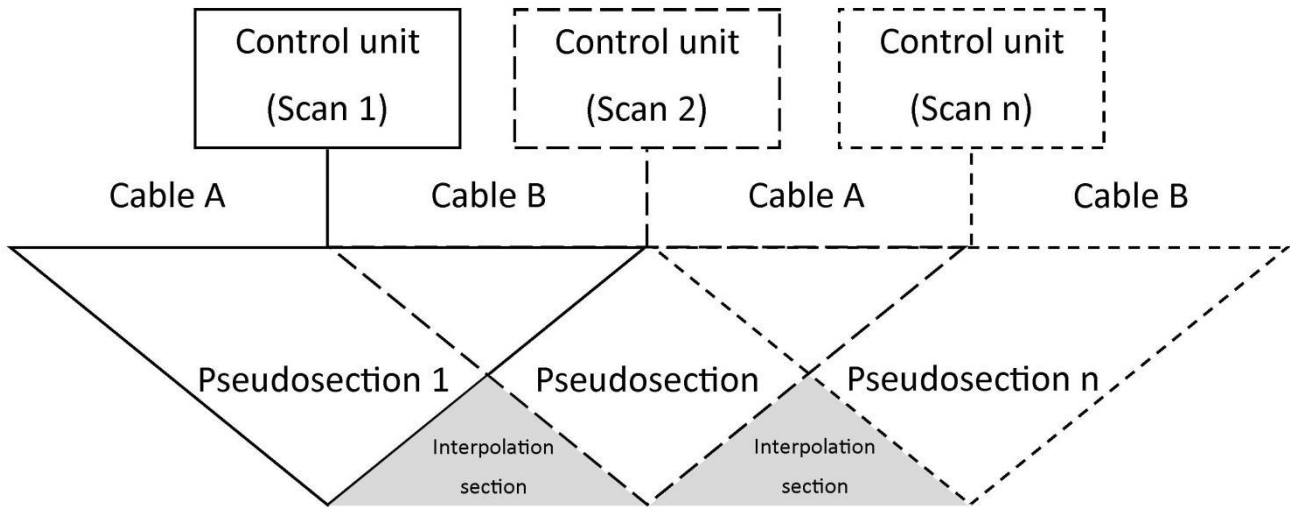 Control unit
(Scan 1)
Control unit
(Scan 2)
Control unit
(Scan n)
Cable A
Cable B
Cable A
Cable B
Pseudosection 1
Pseudosection
Pseudosection n
Interpolation
section
Interpolation
section